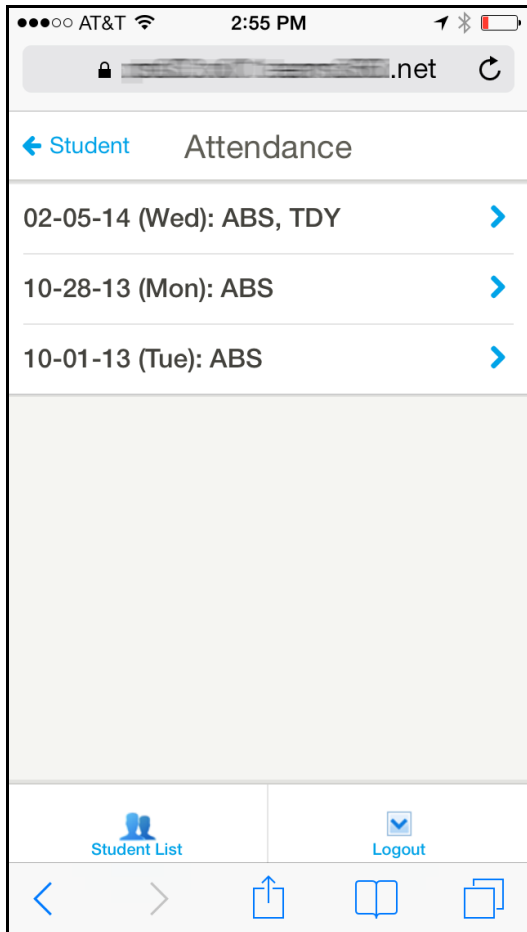 AT&T 2:55 PM
.net
Student Attendance
02-05-14 (Wed): ABS, TDY
10-28-13 (Mon): ABS
10-01-13 (Tue): ABS
Student List Logout